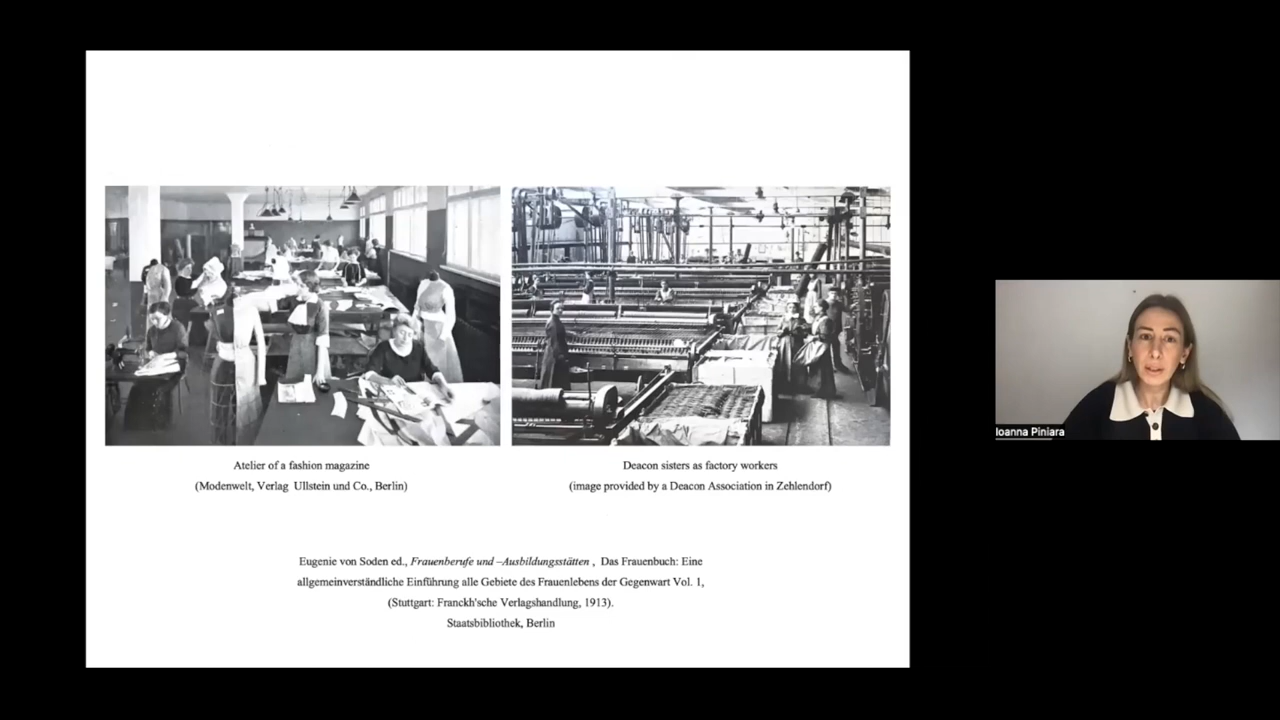 Atelier of a fashion magazine
(Modenwelt, Verlag Ullstein und Co., Berlin)
Deacon sisters as factory workers
(image provided by a Deacon Association in Zehlendorf)
Eugenie von Soden ed., Frauenberufe und –Ausbildungsstätten , Das Frauenbuch: Eine
allgemeinverständliche Einführung alle Gebiete des Frauenlebens der Gegenwart Vol. 1,
(Stuttgart: Franckh'sche Verlagshandlung, 1913).
Staatsbibliothek, Berlin
Ioanna Piniara